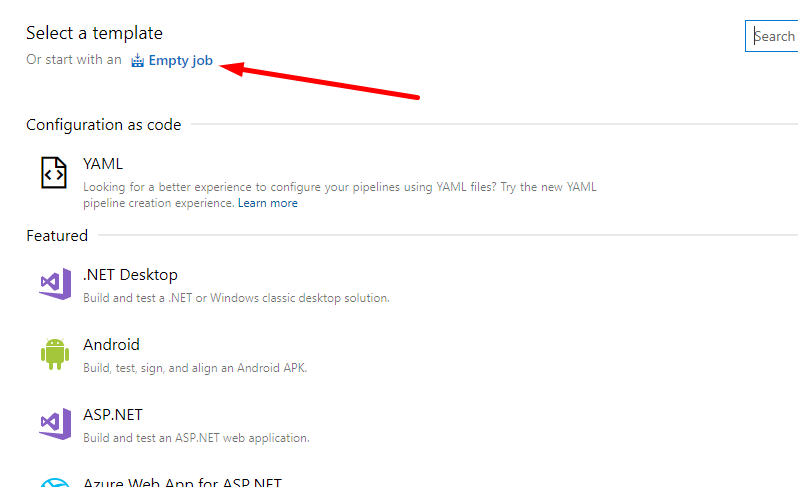 Select a template
Search
Or start with an Empty job
Configuration as code
YAML
Looking for a better experience to configure your pipelines using YAML files? Try the new YAML
pipeline creation experience. Learn more
Featured
.NET Desktop
Build and test a .NET or Windows classic desktop solution.
Android
Build, test, sign, and align an Android APK.
ASP.NET
Build and test an ASP.NET web application.
Azure Web App for ASP.NET